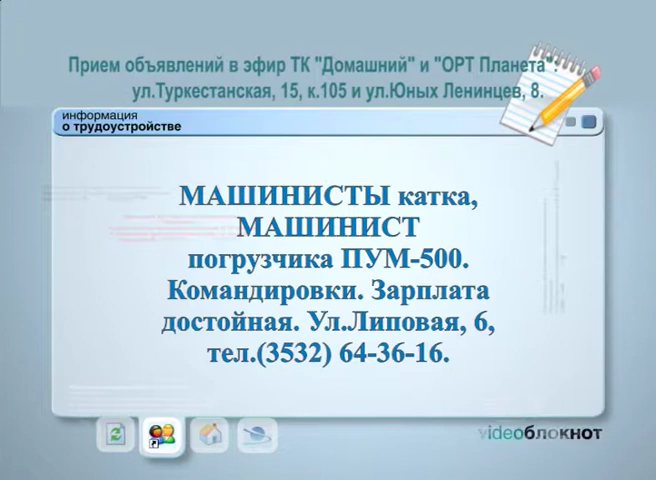 Прием объявлений в эфир ТК "Домашний" и "ОРТ Планета":
ул.Туркестанская, 15, к.105 и ул.Юных Ленинцев, 8.
информация
о трудоустройстве
МАШИНИСТЫ катка,
МАШИНИСТ
погрузчика ПУМ-500.
Командировки. Зарплата
достойная. Ул.Липовая, 6,
тел.(3532) 64-36-16.
videoблокнот